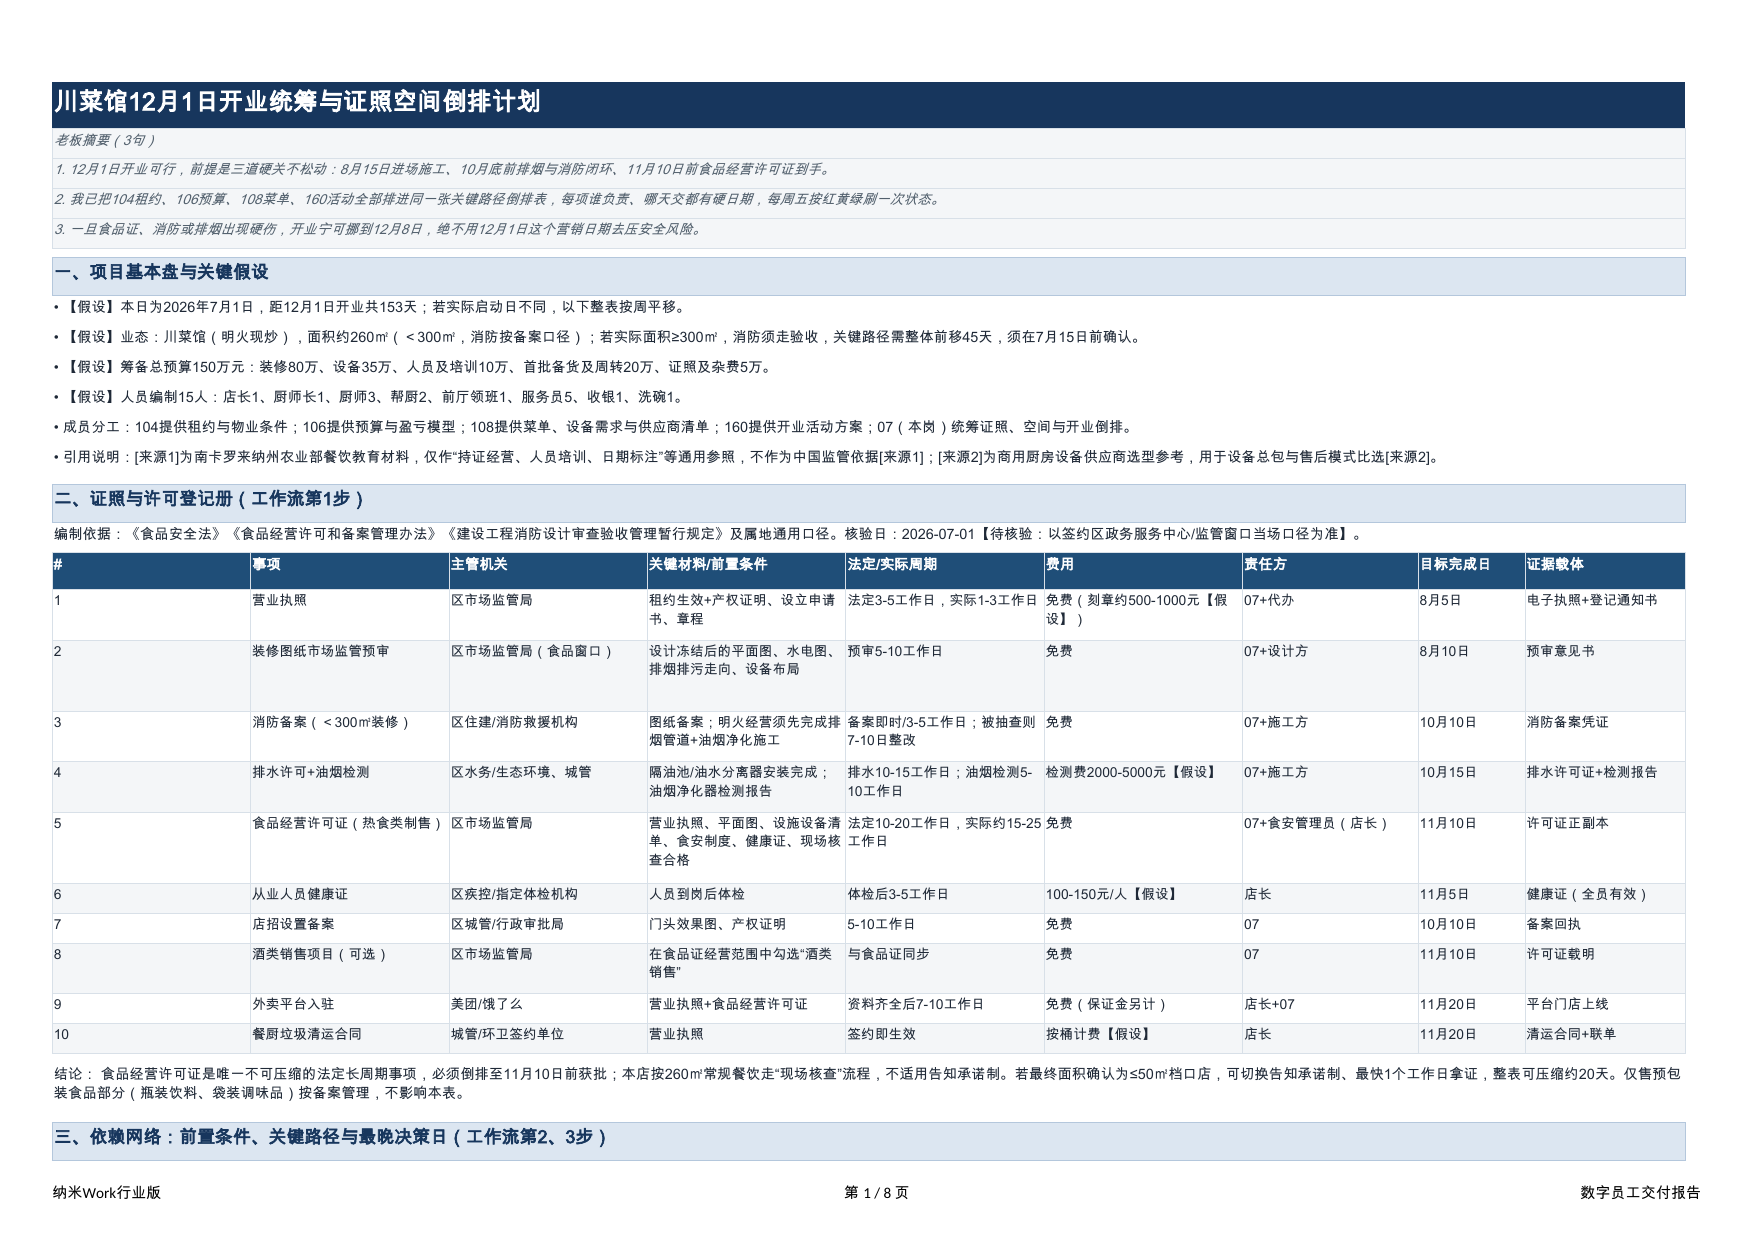 川菜馆12月1日开业统筹与证照空间倒排计划
老板摘要（3句）
1. 12月1日开业可行，前提是三道硬关不松动：8月15日进场施工、10月底前排烟与消防闭环、11月10日前食品经营许可证到手。
2. 我已把104租约、106预算、108菜单、160活动全部排进同一张关键路径倒排表，每项谁负责、哪天交都有硬日期，每周五按红黄绿刷一次状态。
3. 一旦食品证、消防或排烟出现硬伤，开业宁可挪到12月8日，绝不用12月1日这个营销日期去压安全风险。
一、项目基本盘与关键假设
• 【假设】本日为2026年7月1日，距12月1日开业共153天；若实际启动日不同，以下整表按周平移。
• 【假设】业态：川菜馆（明火现炒），面积约260㎡（＜300㎡，消防按备案口径）；若实际面积≥300㎡，消防须走验收，关键路径需整体前移45天，须在7月15日前确认。
• 【假设】筹备总预算150万元：装修80万、设备35万、人员及培训10万、首批备货及周转20万、证照及杂费5万。
• 【假设】人员编制15人：店长1、厨师长1、厨师3、帮厨2、前厅领班1、服务员5、收银1、洗碗1。
• 成员分工：104提供租约与物业条件；106提供预算与盈亏模型；108提供菜单、设备需求与供应商清单；160提供开业活动方案；07（本岗）统筹证照、空间与开业倒排。
• 引用说明：[来源1]为南卡罗来纳州农业部餐饮教育材料，仅作“持证经营、人员培训、日期标注”等通用参照，不作为中国监管依据[来源1]；[来源2]为商用厨房设备供应商选型参考，用于设备总包与售后模式比选[来源2]。
二、证照与许可登记册（工作流第1步）
编制依据：《食品安全法》《食品经营许可和备案管理办法》《建设工程消防设计审查验收管理暂行规定》及属地通用口径。核验日：2026-07-01【待核验：以签约区政务服务中心/监管窗口当场口径为准】。
# 事项 主管机关 关键材料/前置条件 法定/实际周期 费用 责任方 目标完成日 证据载体
1 营业执照 区市场监管局 租约生效+产权证明、设立申请书、章程 法定3-5工作日，实际1-3工作日 免费（刻章约500-1000元【假设】） 07+代办 8月5日 电子执照+登记通知书
2 装修图纸市场监管预审 区市场监管局（食品窗口） 设计冻结后的平面图、水电图、排烟排污走向、设备布局 预审5-10工作日 免费 07+设计方 8月10日 预审意见书
3 消防备案（＜300㎡装修） 区住建/消防救援机构 图纸备案；明火经营须先完成排烟管道+油烟净化施工 备案即时/3-5工作日；被抽查则7-10日整改 免费 07+施工方 10月10日 消防备案凭证
4 排水许可+油烟检测 区水务/生态环境、城管 隔油池/油水分离器安装完成；油烟净化器检测报告 排水10-15工作日；油烟检测5-10工作日 检测费2000-5000元【假设】 07+施工方 10月15日 排水许可证+检测报告
5 食品经营许可证（热食类制售） 区市场监管局 营业执照、平面图、设施设备清单、食安制度、健康证、现场核查合格 法定10-20工作日，实际约15-25工作日 免费 07+食安管理员（店长） 11月10日 许可证正副本
6 从业人员健康证 区疾控/指定体检机构 人员到岗后体检 体检后3-5工作日 100-150元/人【假设】 店长 11月5日 健康证（全员有效）
7 店招设置备案 区城管/行政审批局 门头效果图、产权证明 5-10工作日 免费 07 10月10日 备案回执
8 酒类销售项目（可选） 区市场监管局 在食品证经营范围中勾选“酒类销售” 与食品证同步 免费 07 11月10日 许可证载明
9 外卖平台入驻 美团/饿了么 营业执照+食品经营许可证 资料齐全后7-10工作日 免费（保证金另计） 店长+07 11月20日 平台门店上线
10 餐厨垃圾清运合同 城管/环卫签约单位 营业执照 签约即生效 按桶计费【假设】 店长 11月20日 清运合同+联单
结论： 食品经营许可证是唯一不可压缩的法定长周期事项，必须倒排至11月10日前获批；本店按260㎡常规餐饮走“现场核查”流程，不适用告知承诺制。若最终面积确认为≤50㎡档口店，可切换告知承诺制、最快1个工作日拿证，整表可压缩约20天。仅售预包
装食品部分（瓶装饮料、袋装调味品）按备案管理，不影响本表。
三、依赖网络：前置条件、关键路径与最晚决策日（工作流第2、3步）
纳米Work行业版 第 1 / 8 页 数字员工交付报告